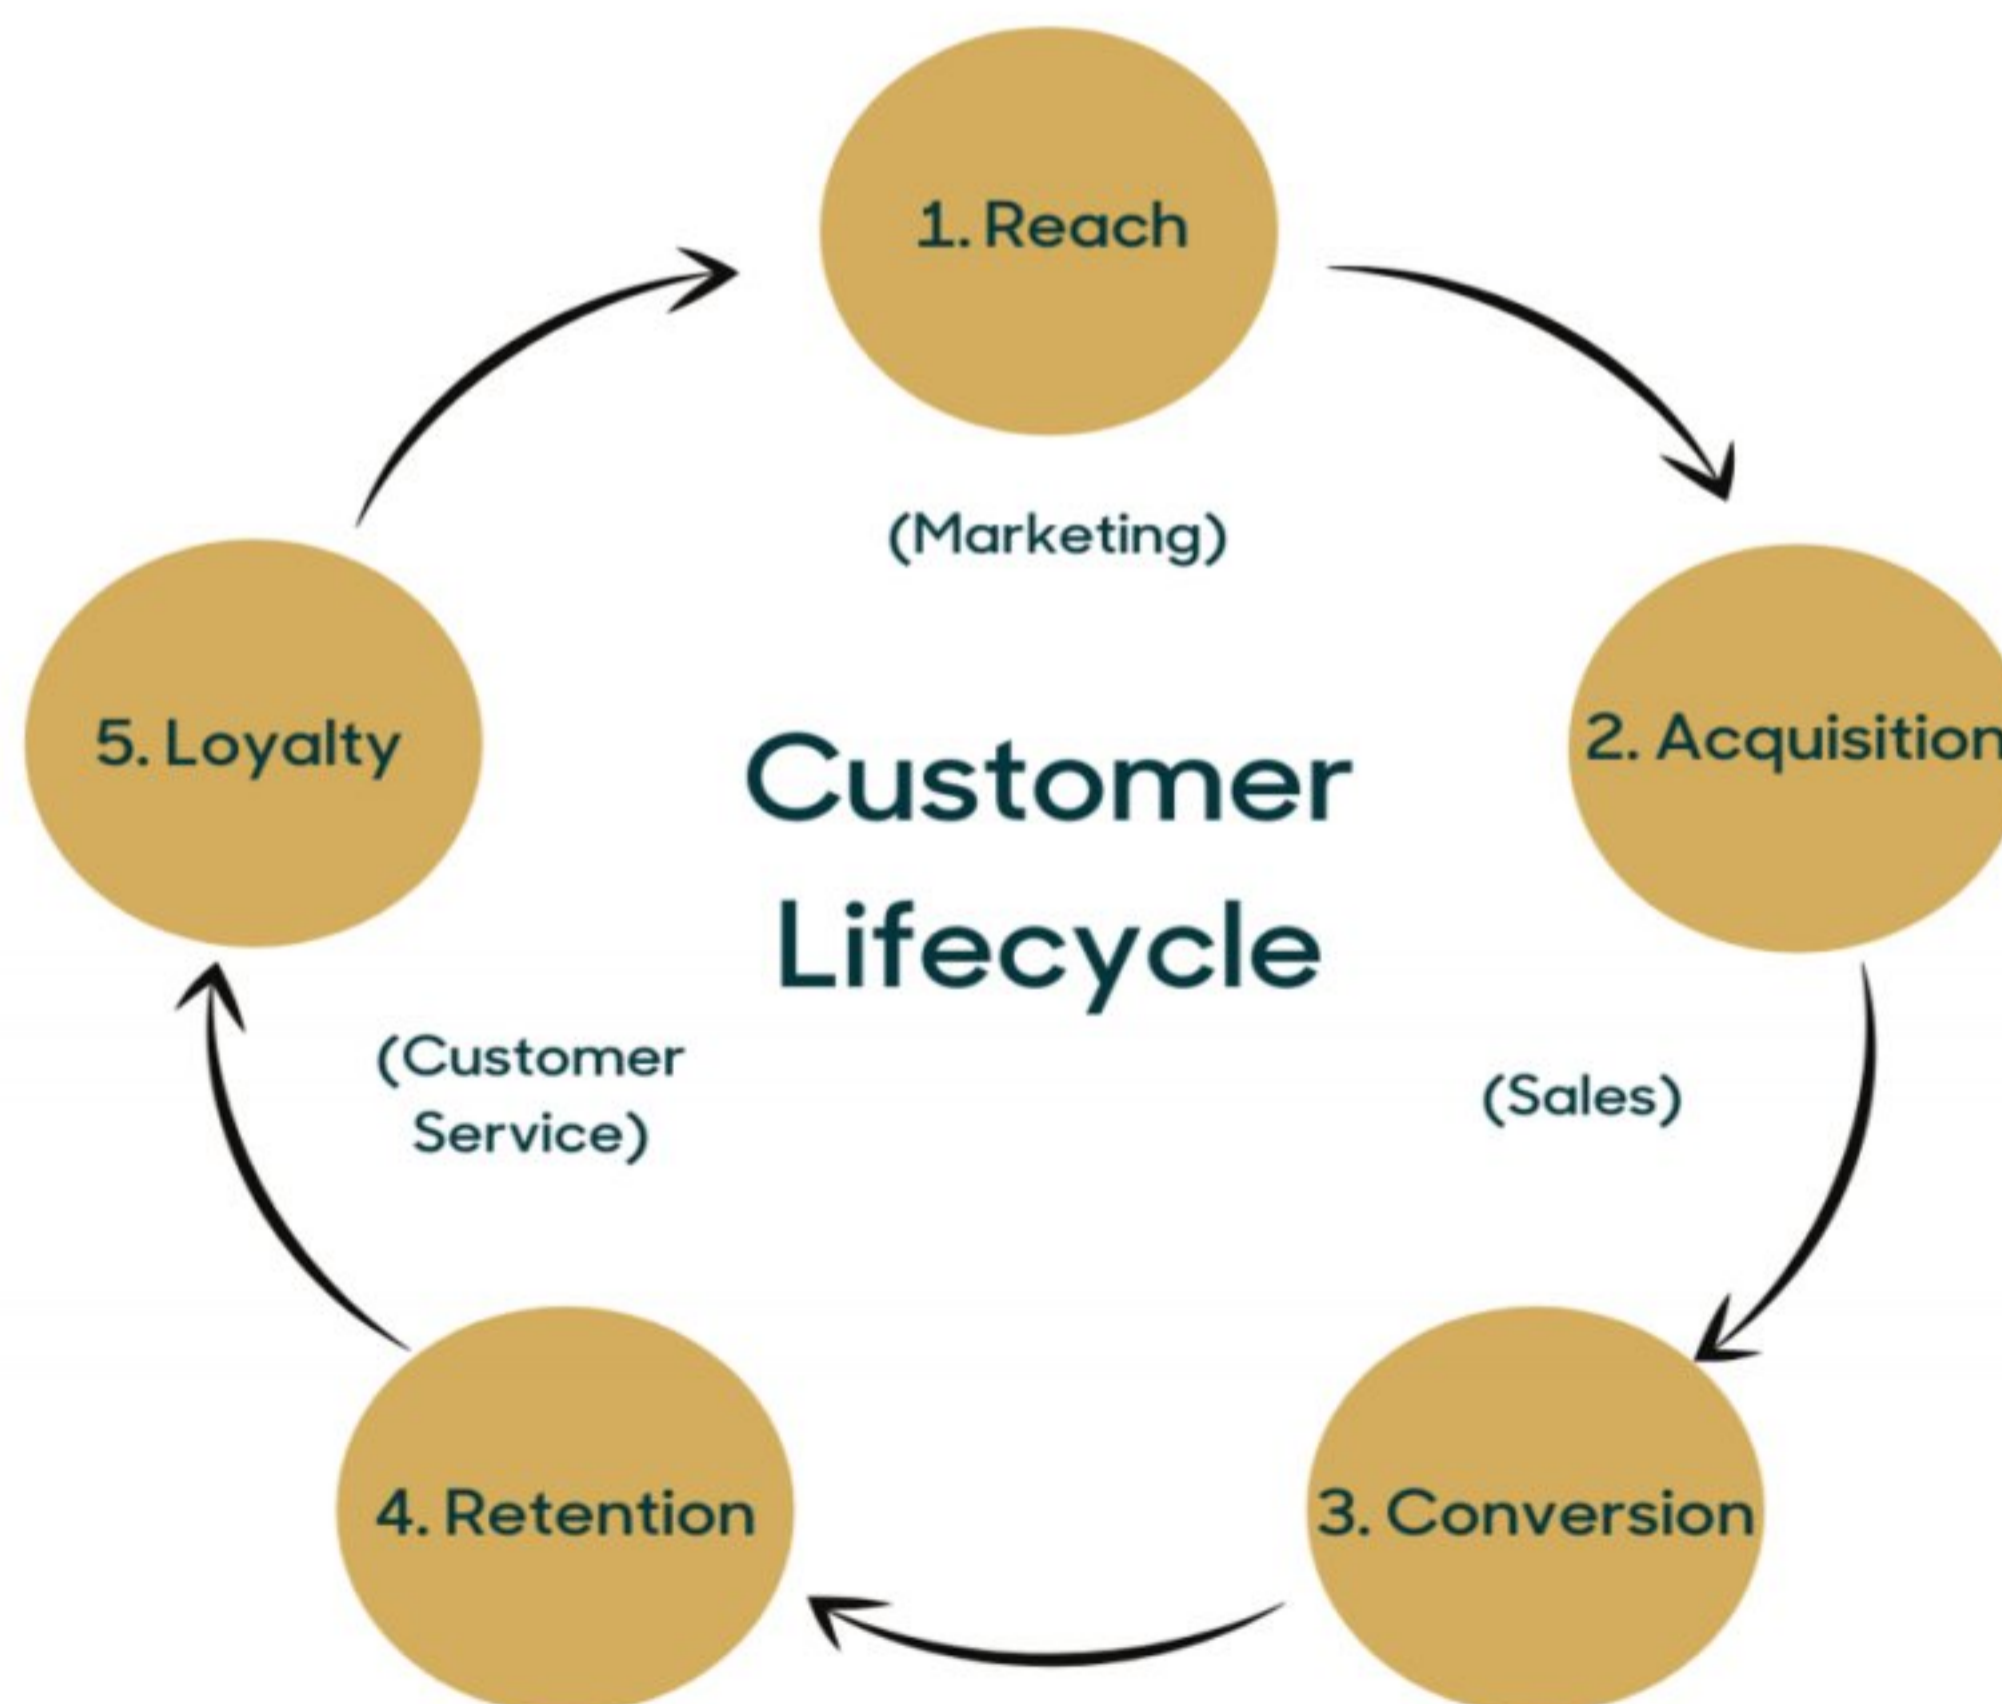 1. Reach
(Marketing)
2. Acquisition
5. Loyalty
Customer
Lifecycle
(Customer
Service)
(Sales)
4. Retention
3. Conversion